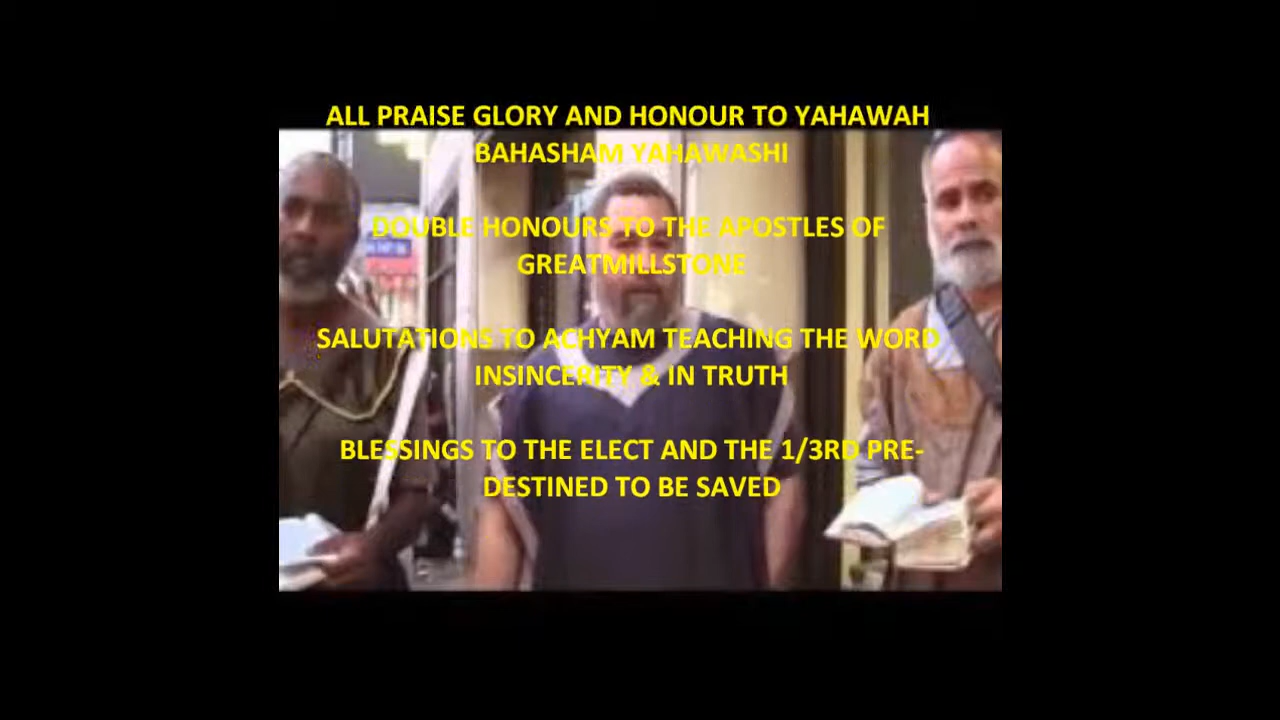 ALL PRAISE GLORY AND HONOUR TO YAHAWAH
BAHASHAM YAHAWASHI
DOUBLE HONOURS TO THE APOSTLES OF
GREATMILLSTONE
SALUTATIONS TO ACHYAM TEACHING THE WORD
INSINCERITY & IN TRUTH
BLESSINGS TO THE ELECT AND THE 1/3RD PRE-
DESTINED TO BE SAVED